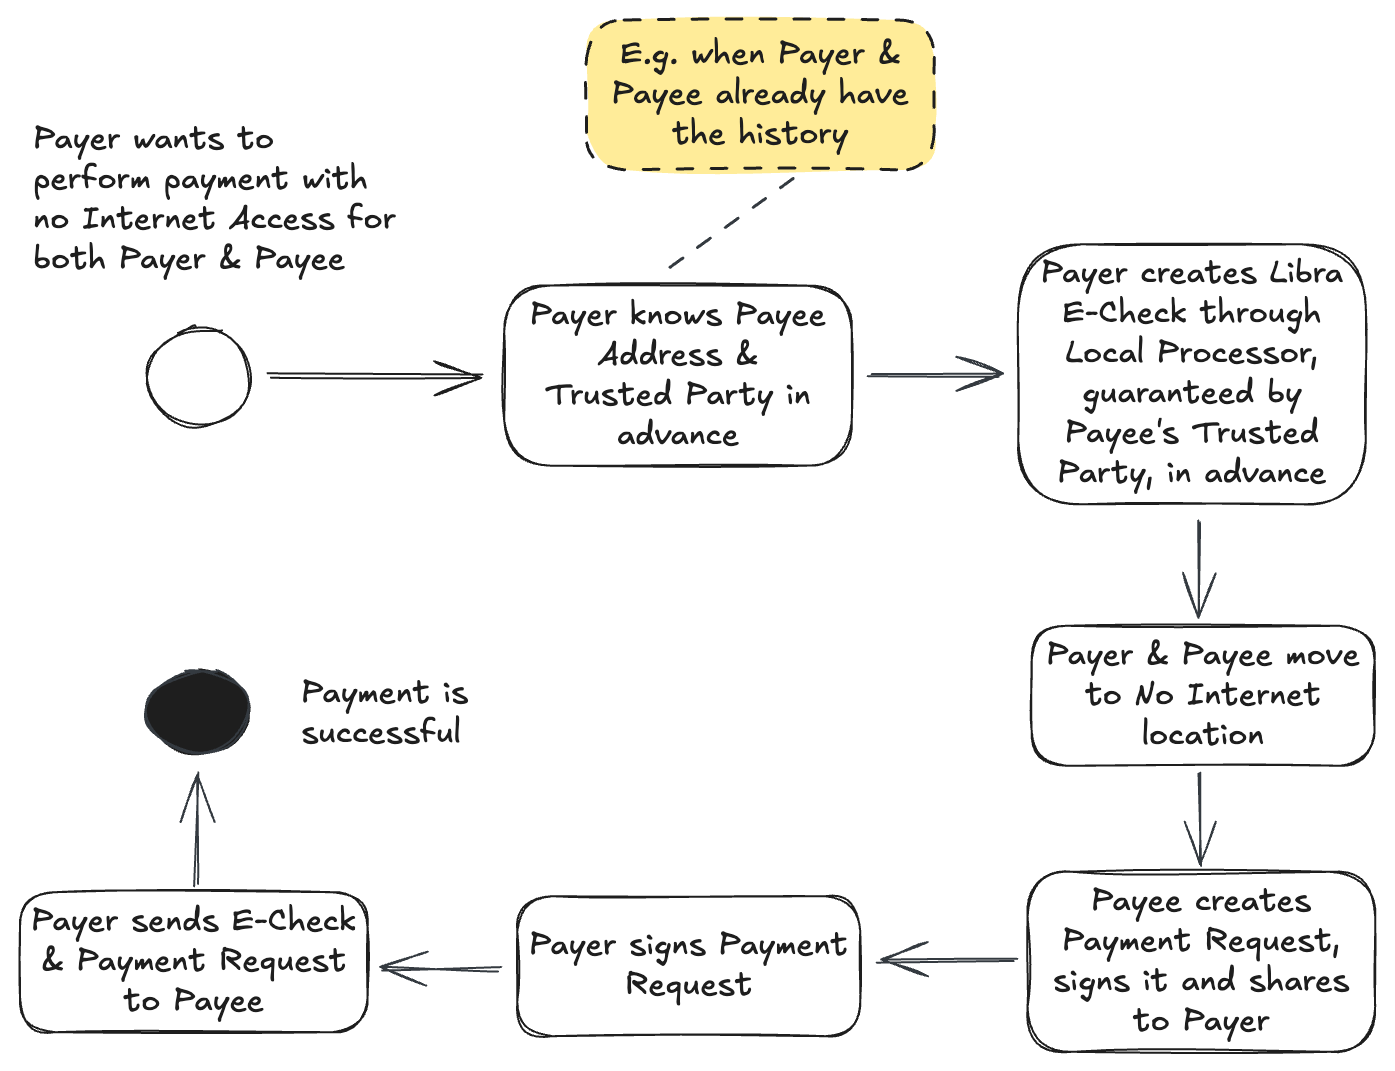 E.g. when Payer &
Payee already have
the history
Payer wants to
perform payment with
no Internet Access for
both Payer & Payee
Payer knows Payee
Address &
Trusted Party in
advance
Payer creates Libra
E-Check through
Local Processor,
guaranteed by
Payee's Trusted
Party, in advance
Payer & Payee move
to No Internet
location
Payee creates
Payment Request,
signs it and shares
to Payer
Payer signs Payment
Request
Payer sends E-Check
& Payment Request
to Payee
Payment is
successful